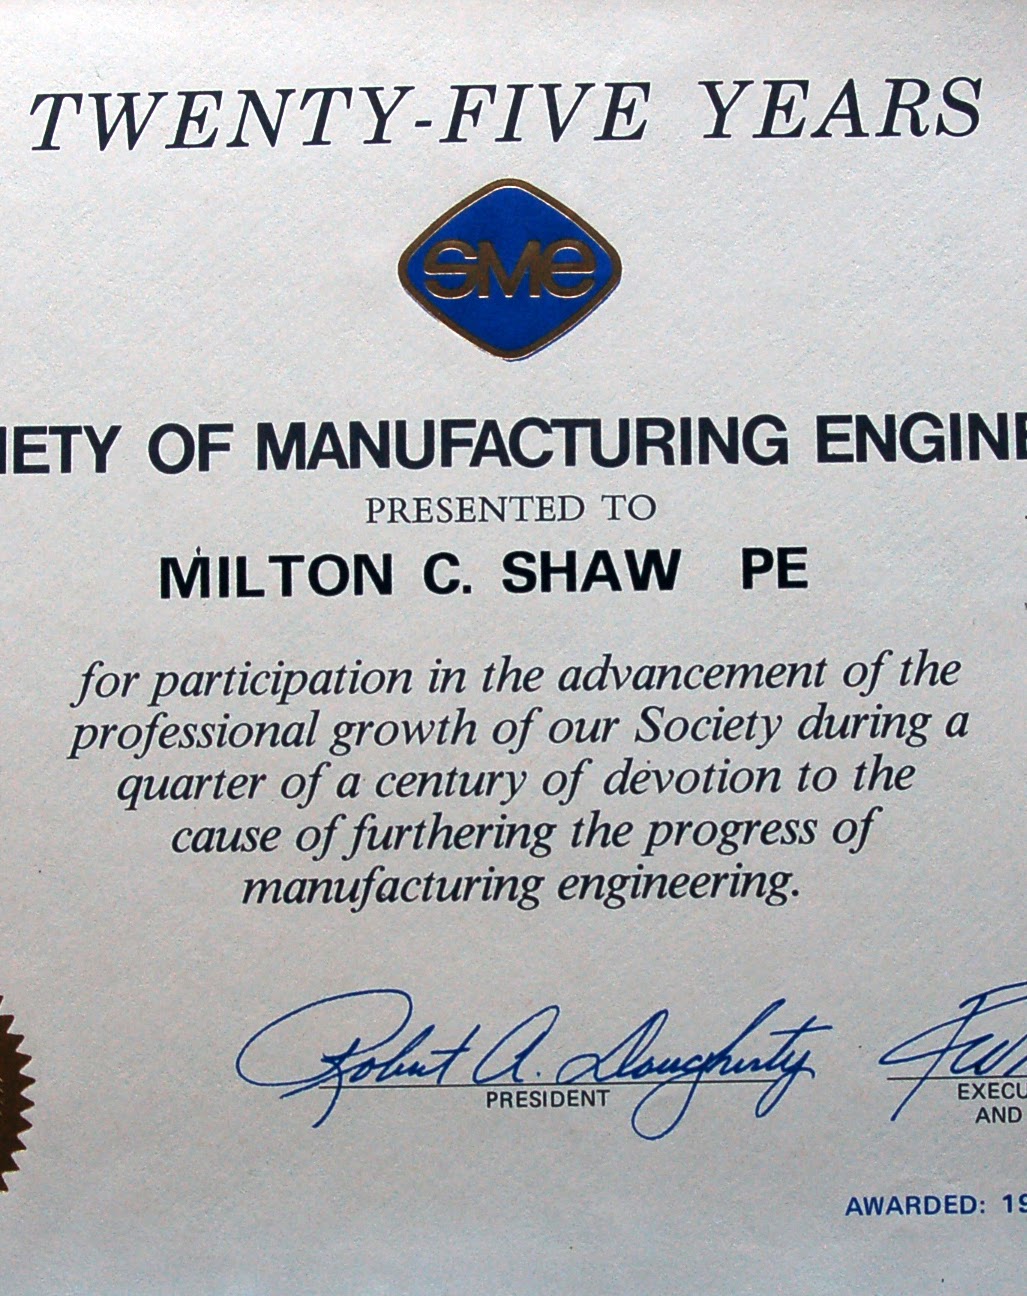 TWENTY-FIVE YEARS
sme
IETY OF MANUFACTURING ENGINE
PRESENTED TO
MILTON C. SHAW PE
for participation in the advancement of the
professional growth of our Society during a
quarter of a century of devotion to the
cause of furthering the progress of
manufacturing engineering.
Robert A. Dougherty
PRESIDENT
EXECU
AND
AWARDED: 19